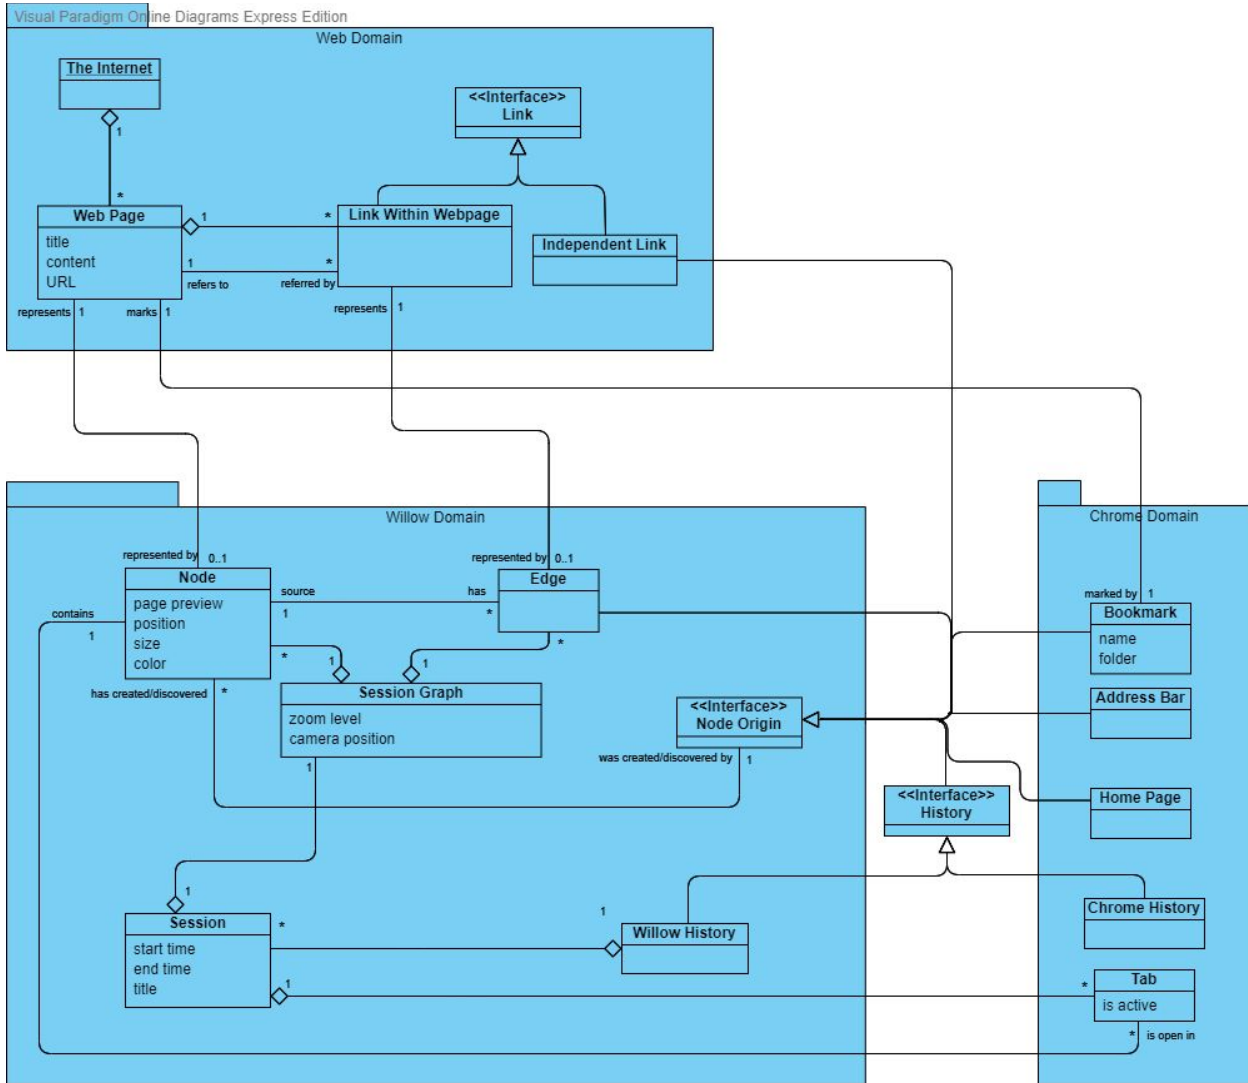 Visual Paradigm Online Diagrams Express Edition
Web Domain
The Internet
1
*
<<Interface>>
Link
Web Page
title
content
URL
1
*
1
*
refers to
referred by
Link Within Webpage
Independent Link
represents
1
marks
1
represents
1
Willow Domain
Chrome Domain
represented by
0..1
represented by
0..1
Node
page preview
position
size
color
source
has
1
*
Edge
contains
1
*
1
1
*
marked by
1
Bookmark
name
folder
has created/discovered
*
Session Graph
zoom level
camera position
<<Interface>>
Node Origin
Address Bar
was created/discovered by
1
1
<<Interface>>
History
Home Page
1
Session
start time
end time
title
*
1
Willow History
Chrome History
1
*
Tab
is active
*
is open in